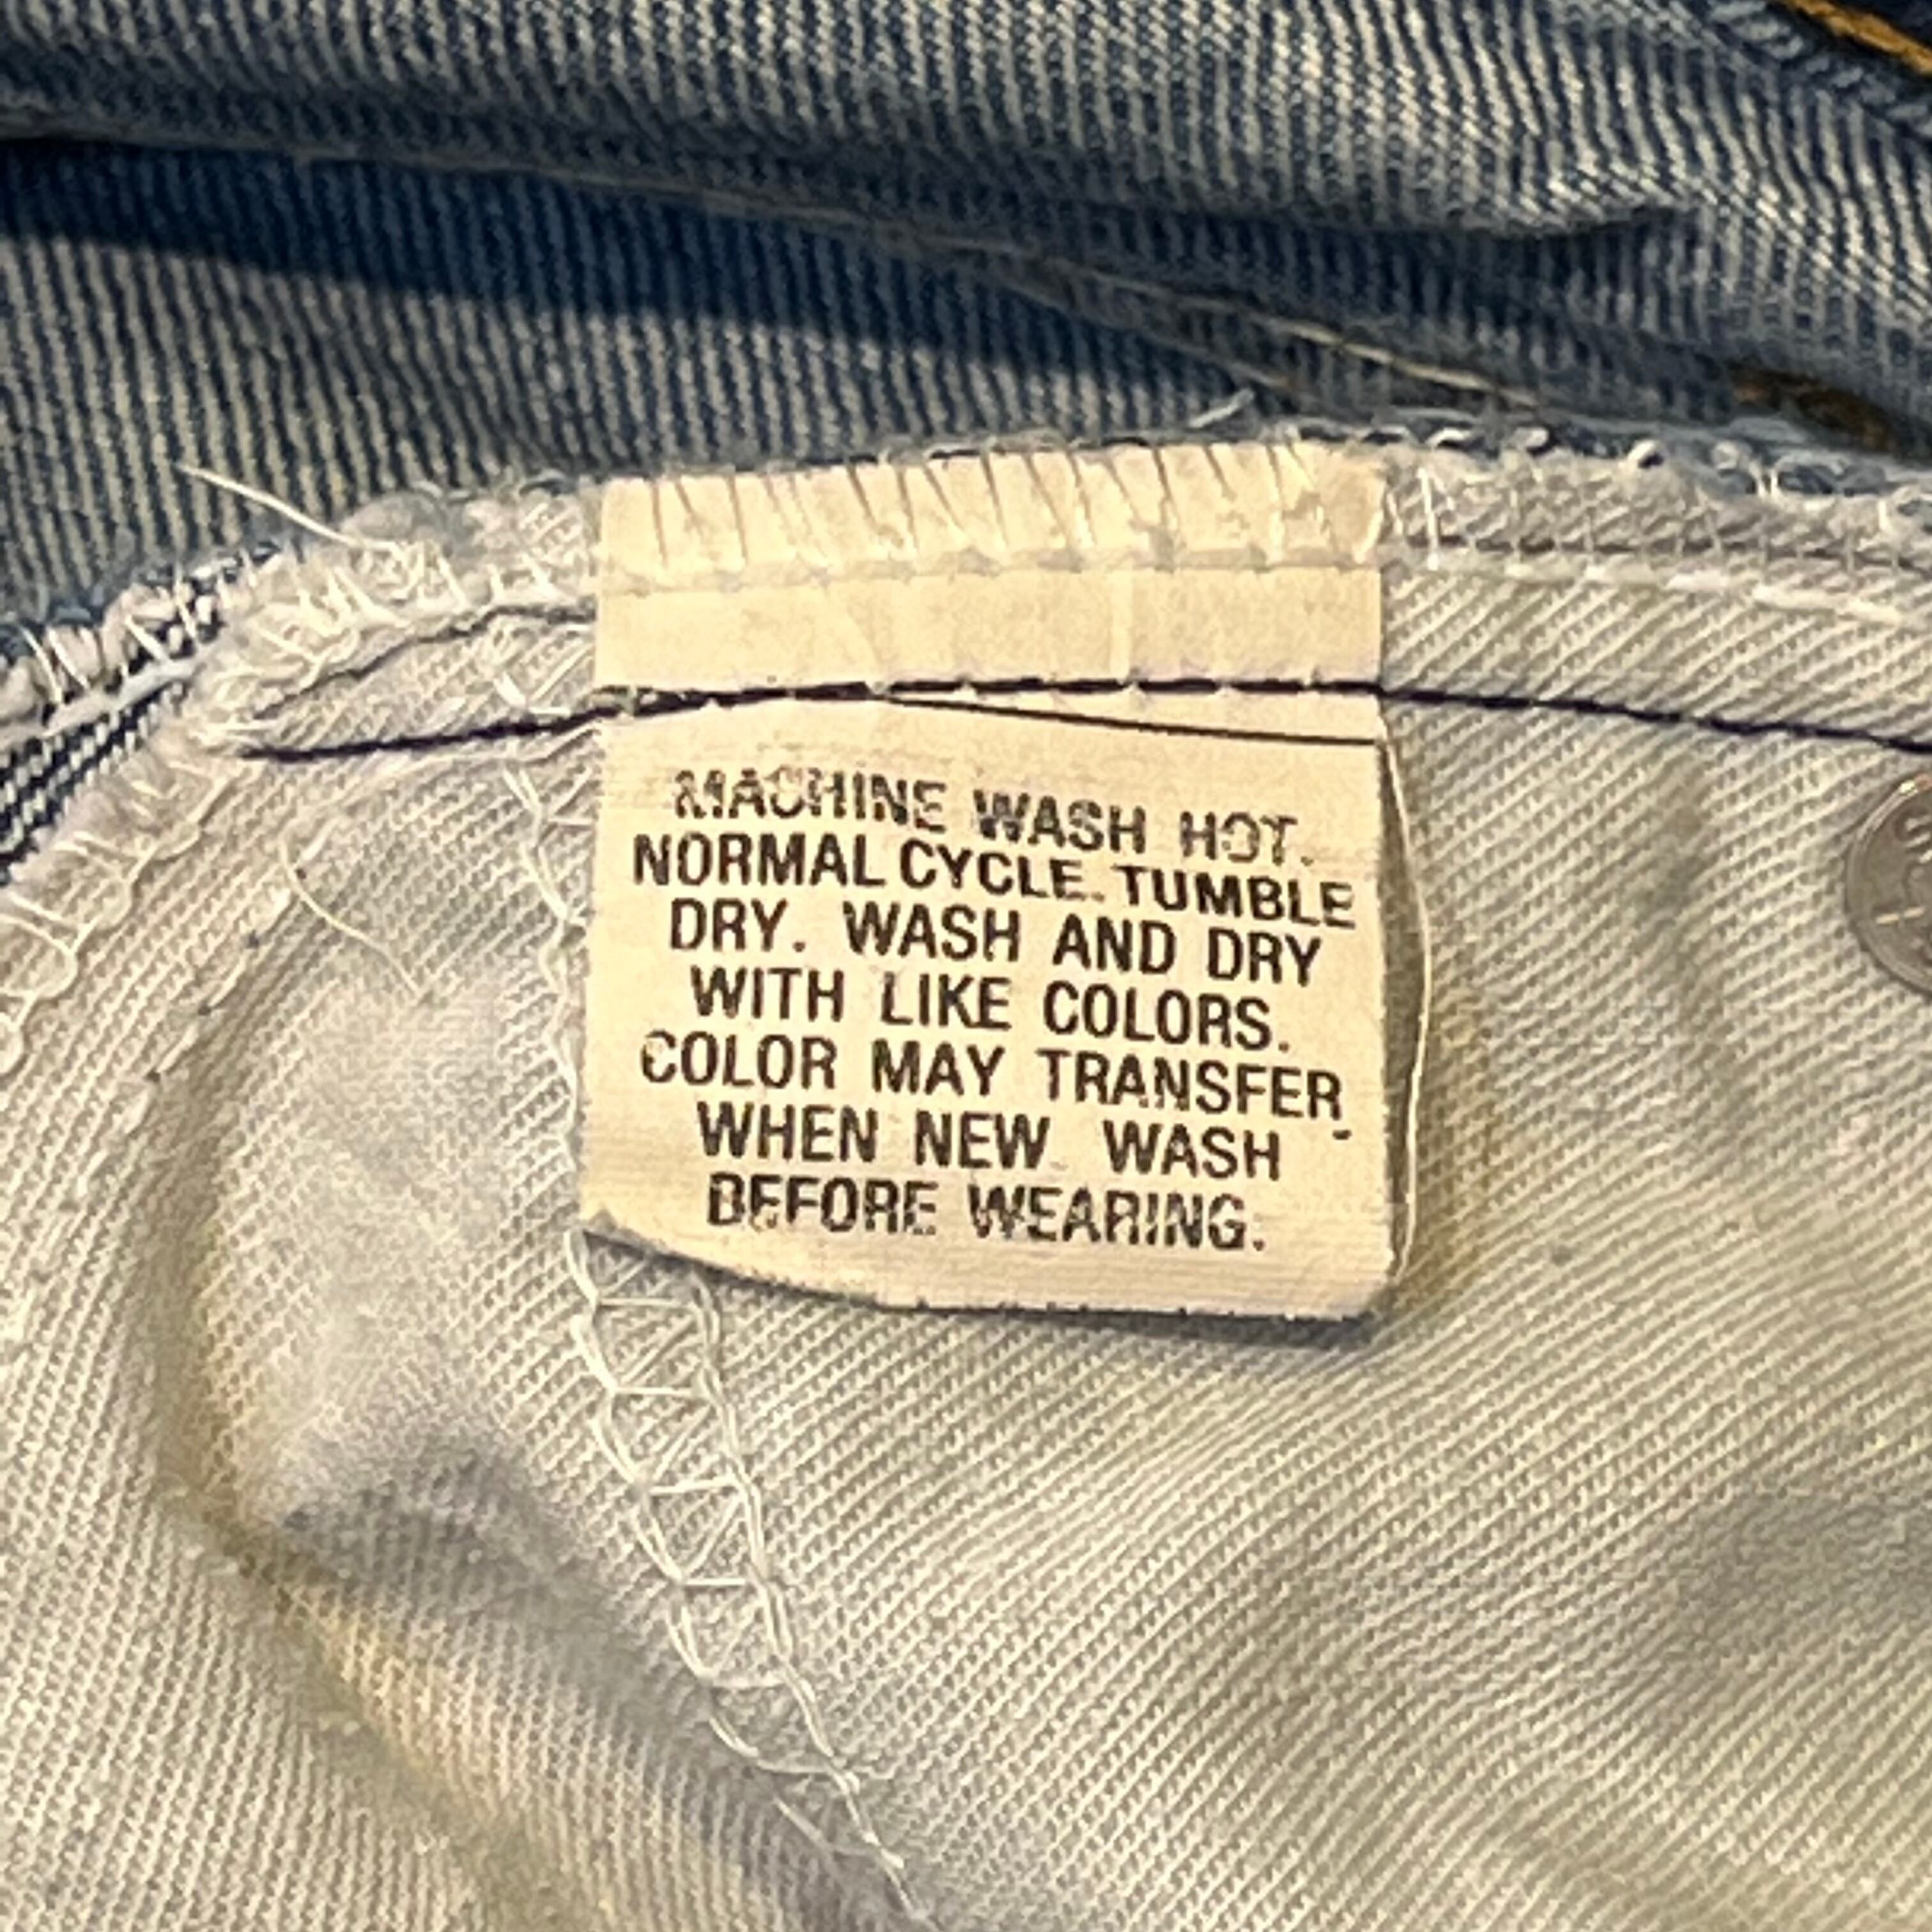 MACHINE WASH HOT.
NORMAL CYCLE. TUMBLE
DRY. WASH AND DRY
WITH LIKE COLORS.
COLOR MAY TRANSFER
WHEN NEW. WASH
BEFORE WEARING.